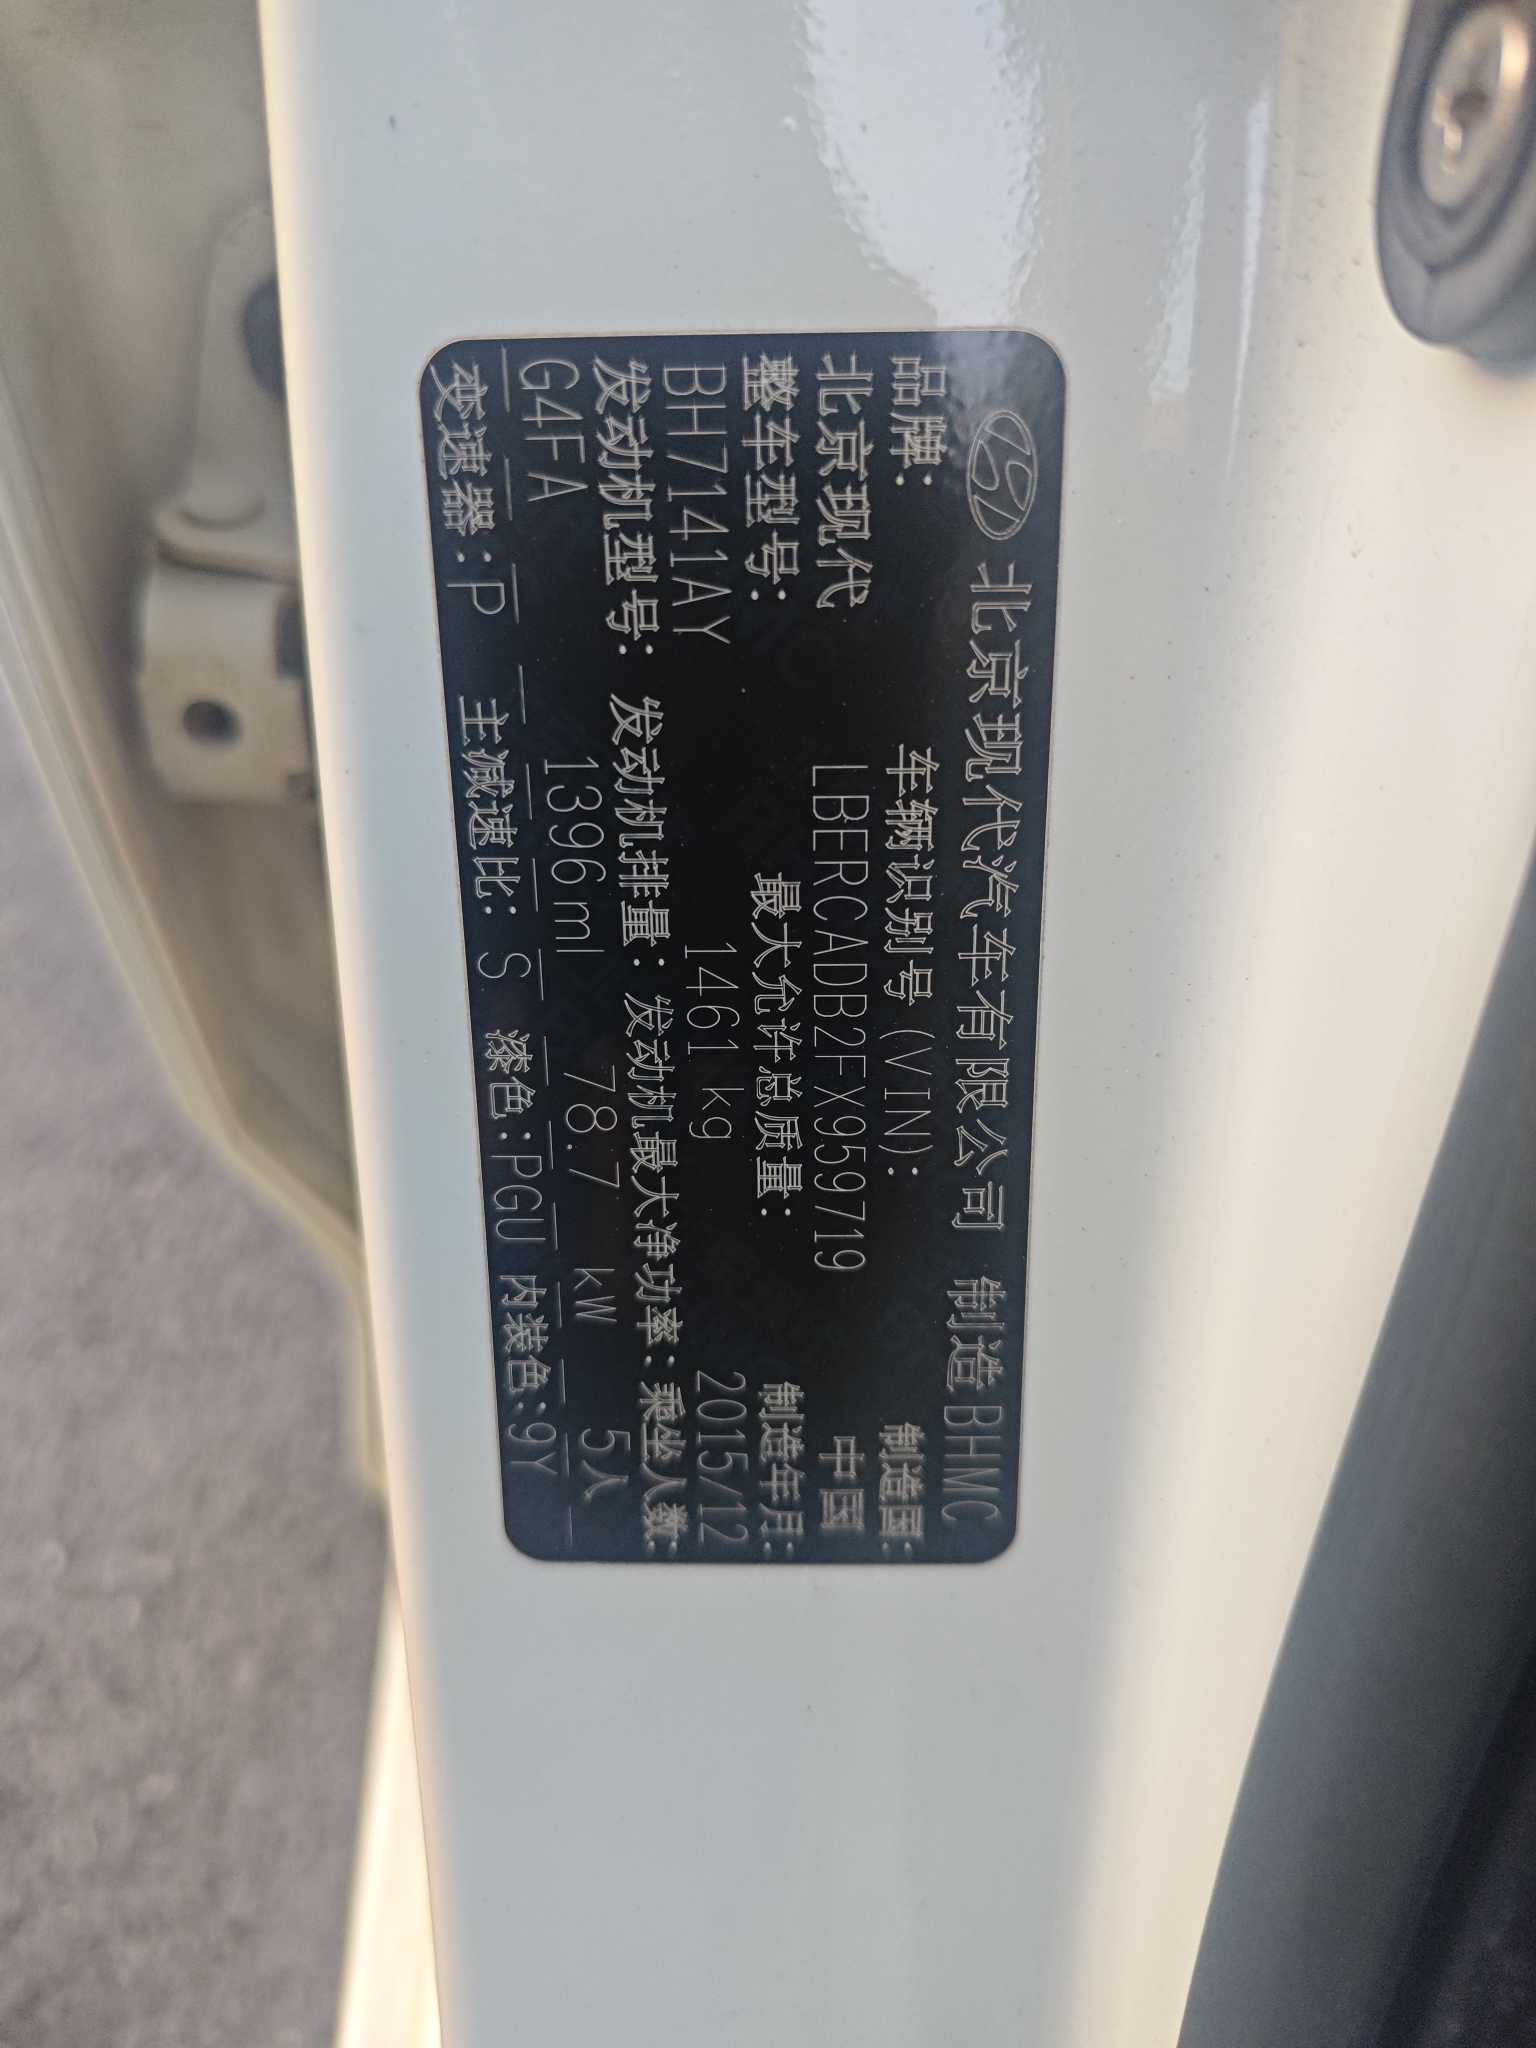 北京现代汽车有限公司 制造 BHMC
品牌: 车辆识别号(VIN): 制造国:
北京现代 LBERCADB2FX959719 中国
整车型号: 最大允许总质量: 制造年月:
BH7141AY 1461 kg 2015/12
发动机型号: 发动机排量: 发动机最大净功率: 乘坐人数:
G4FA 1396ml 78.7 kW 5人
变速器: P 主减速比: S 漆色: PGU 内装色: 9Y